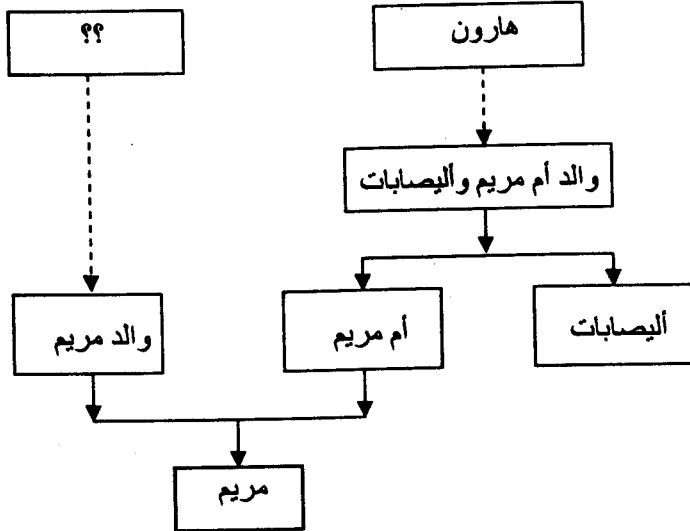 هارون
؟؟
والد أم مريم وأليصابات
أليصابات
أم مريم
والد مريم
مريم